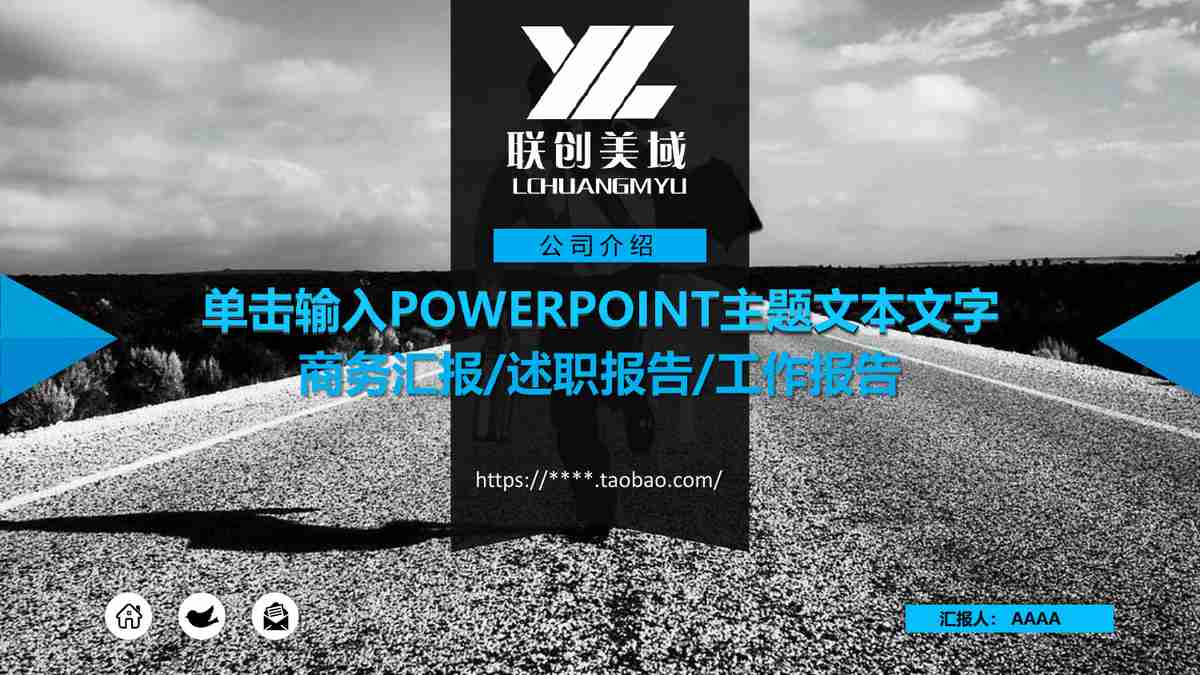 联创美域
LCHUANGMYU
公司介绍
单击输入POWERPOINT主题文本文字
商务汇报/述职报告/工作报告
https://****.taobao.com/
汇报人： AAAA